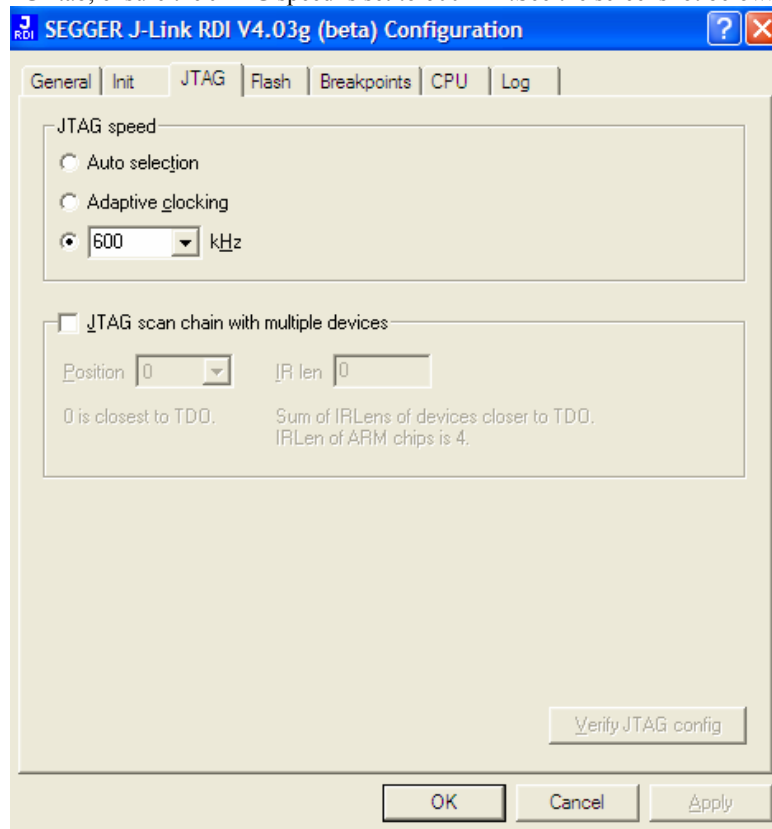 J RDI SEGGER J-Link RDI V4.03g (beta) Configuration
General Init JTAG Flash Breakpoints CPU Log
JTAG speed
Auto selection
Adaptive clocking
600 kHz
JTAG scan chain with multiple devices
Position 0 IR len 0
0 is closest to TDO. Sum of IRLens of devices closer to TDO.
IRLen of ARM chips is 4.
Verify JTAG config
OK Cancel Apply